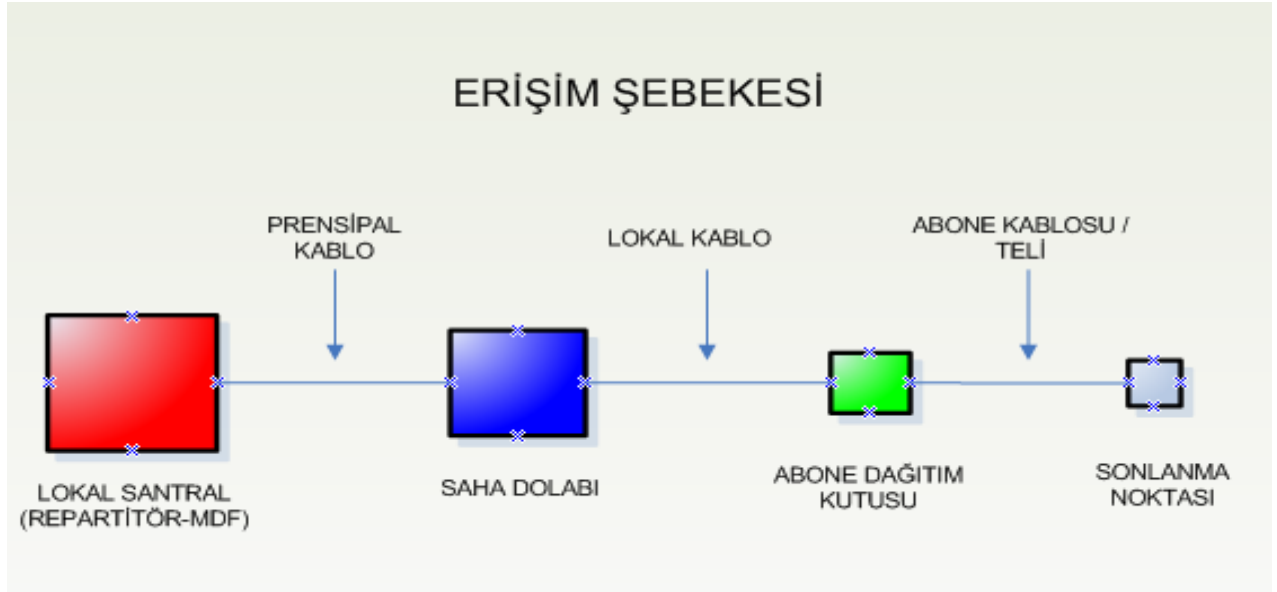 ERİŞİM ŞEBEKESİ
PRENSİPAL
KABLO
LOKAL KABLO
ABONE KABLOSU /
TELİ
LOKAL SANTRAL
(REPARTİTÖR-MDF)
SAHA DOLABI
ABONE DAĞITIM
KUTUSU
SONLANMA
NOKTASI